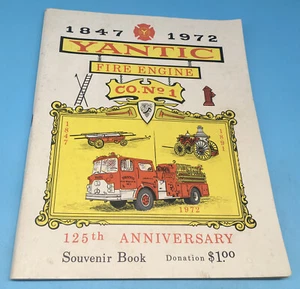 1847 1972
YANTIC
FIRE ENGINE
CO. No 1
1847
1972
125th ANNIVERSARY
Souvenir Book Donation $1.00